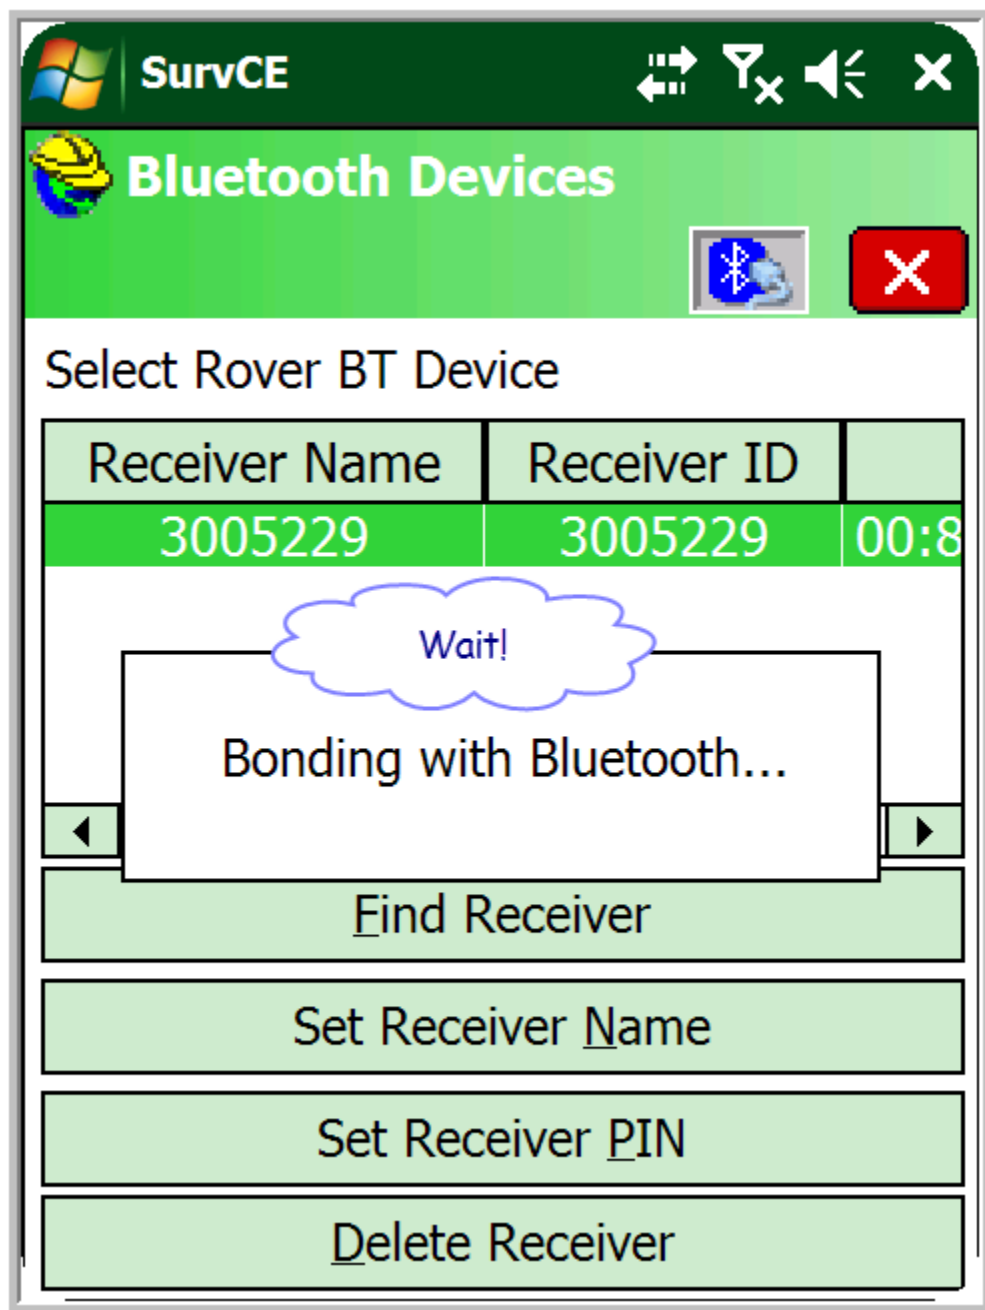 SurvCE
Bluetooth Devices
Select Rover BT Device
Receiver Name Receiver ID
3005229 3005229 00:8
Wait!
Bonding with Bluetooth...
Find Receiver
Set Receiver Name
Set Receiver PIN
Delete Receiver